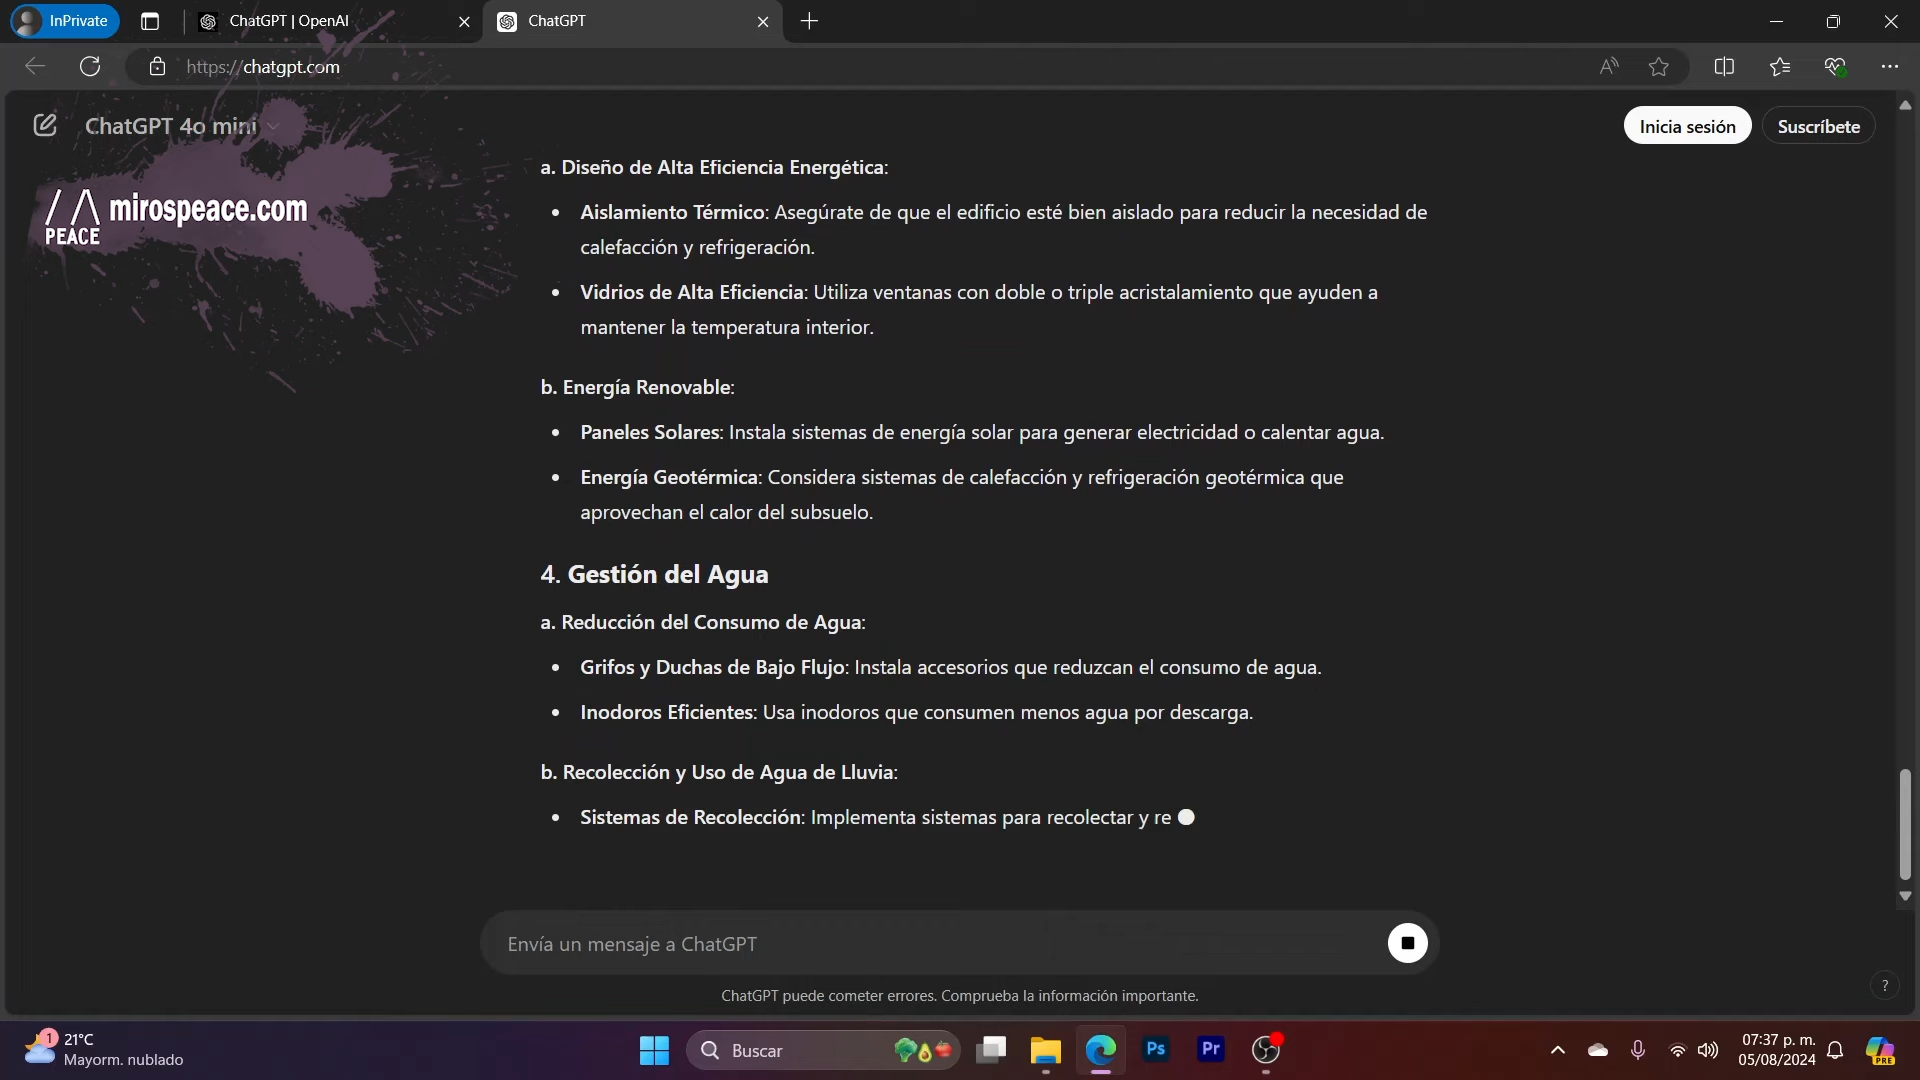 InPrivate
ChatGPT | OpenAI
ChatGPT
https://chatgpt.com
ChatGPT 4o mini
Inicia sesión
Suscríbete
PEACE
mirospeace.com
a. Diseño de Alta Eficiencia Energética:
• Aislamiento Térmico: Asegúrate de que el edificio esté bien aislado para reducir la necesidad de
calefacción y refrigeración.
• Vidrios de Alta Eficiencia: Utiliza ventanas con doble o triple acristalamiento que ayuden a
mantener la temperatura interior.
b. Energía Renovable:
• Paneles Solares: Instala sistemas de energía solar para generar electricidad o calentar agua.
• Energía Geotérmica: Considera sistemas de calefacción y refrigeración geotérmica que
aprovechan el calor del subsuelo.
4. Gestión del Agua
a. Reducción del Consumo de Agua:
• Grifos y Duchas de Bajo Flujo: Instala accesorios que reduzcan el consumo de agua.
• Inodoros Eficientes: Usa inodoros que consumen menos agua por descarga.
b. Recolección y Uso de Agua de Lluvia:
• Sistemas de Recolección: Implementa sistemas para recolectar y re
Envía un mensaje a ChatGPT
ChatGPT puede cometer errores. Comprueba la información importante.
?
1
21°C
Mayorm. nublado
Buscar
Ps
Pr
07:37 p. m.
05/08/2024
PRE